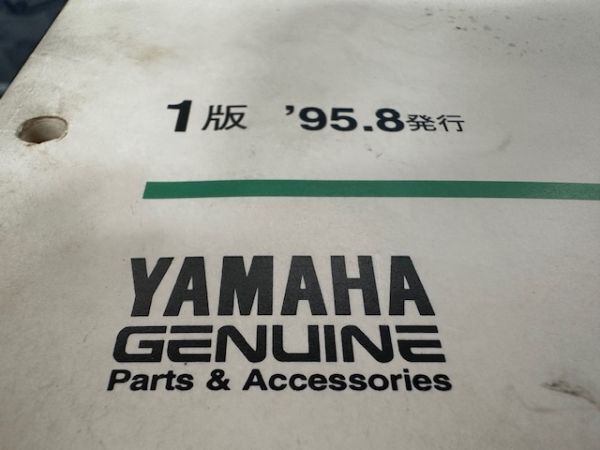 1版 '95.8発行
YAMAHA
GENUINE
Parts & Accessories